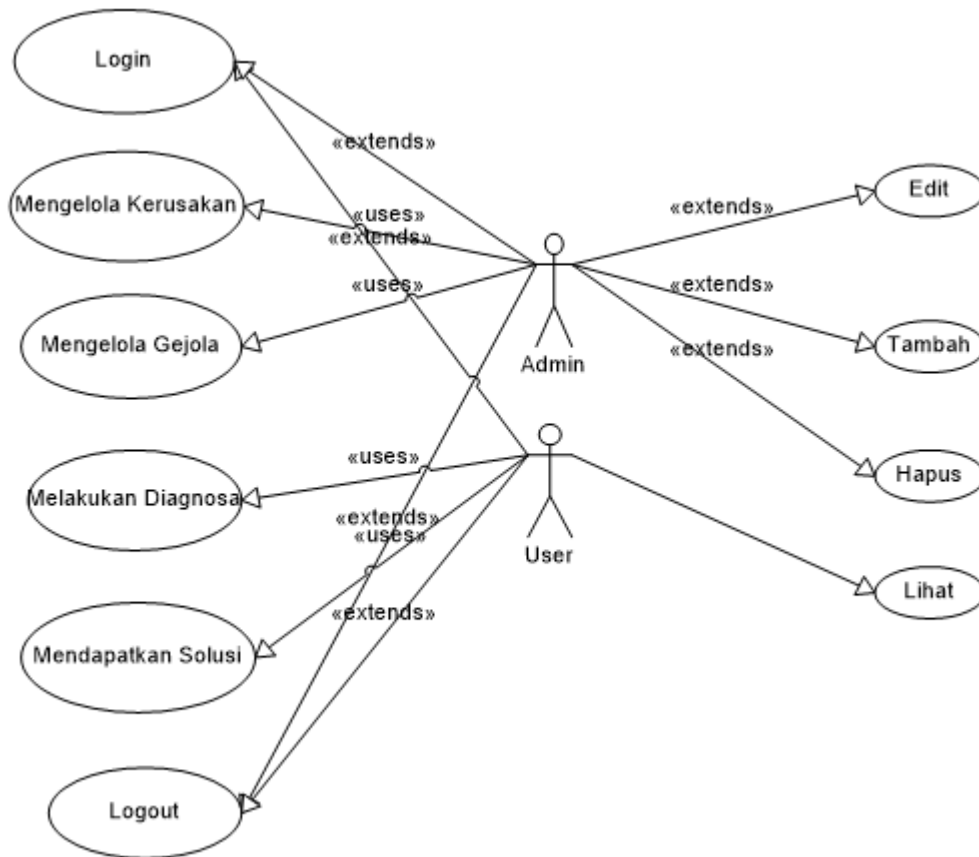 Login
«extends»
Edit
Mengelola Kerusakan
«uses»
«extends»
«extends»
«uses»
«extends»
Mengelola Gejola
Admin
«extends»
Tambah
«uses»
Melakukan Diagnosa
Hapus
«extends»
«uses»
User
Lihat
«extends»
Mendapatkan Solusi
Logout